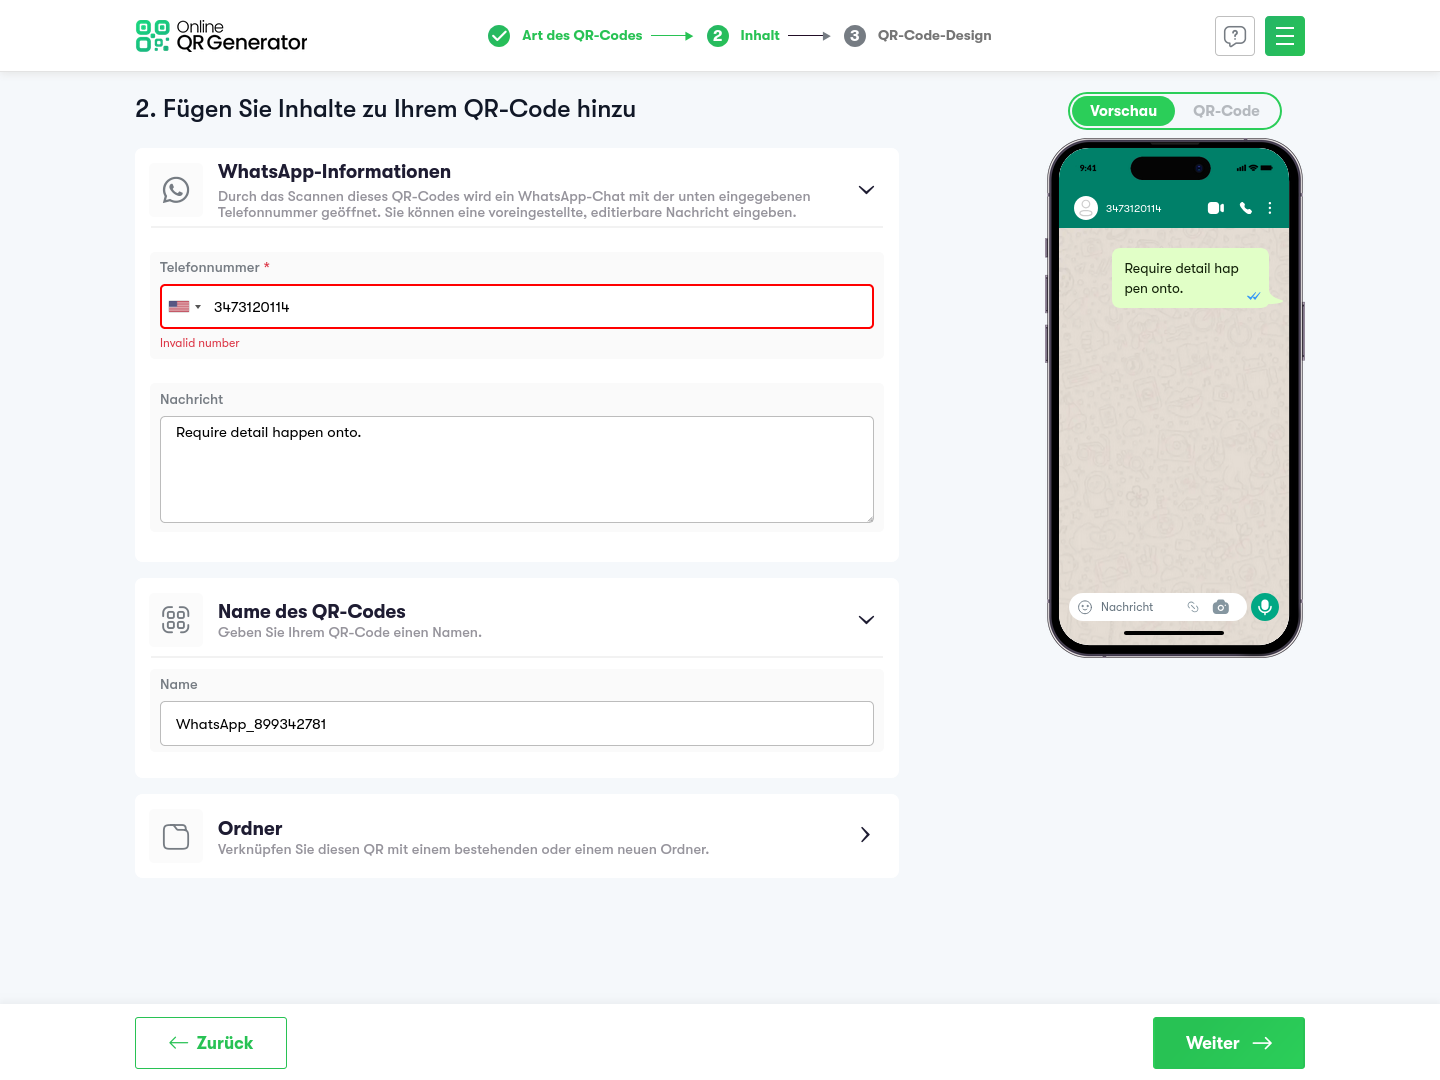 Online
QR Generator
Art des QR-Codes
2 Inhalt
3 QR-Code-Design
2. Fügen Sie Inhalte zu Ihrem QR-Code hinzu
WhatsApp-Informationen
Durch das Scannen dieses QR-Codes wird ein WhatsApp-Chat mit der unten eingegebenen
Telefonnummer geöffnet. Sie können eine voreingestellte, editierbare Nachricht eingeben.
Telefonnummer *
3473120114
Invalid number
Nachricht
Require detail happen onto.
Name des QR-Codes
Geben Sie Ihrem QR-Code einen Namen.
Name
WhatsApp_899342781
Ordner
Verknüpfen Sie diesen QR mit einem bestehenden oder einem neuen Ordner.
Vorschau
QR-Code
9:41
3473120114
Require detail hap
pen onto.
Nachricht
Zurück
Weiter